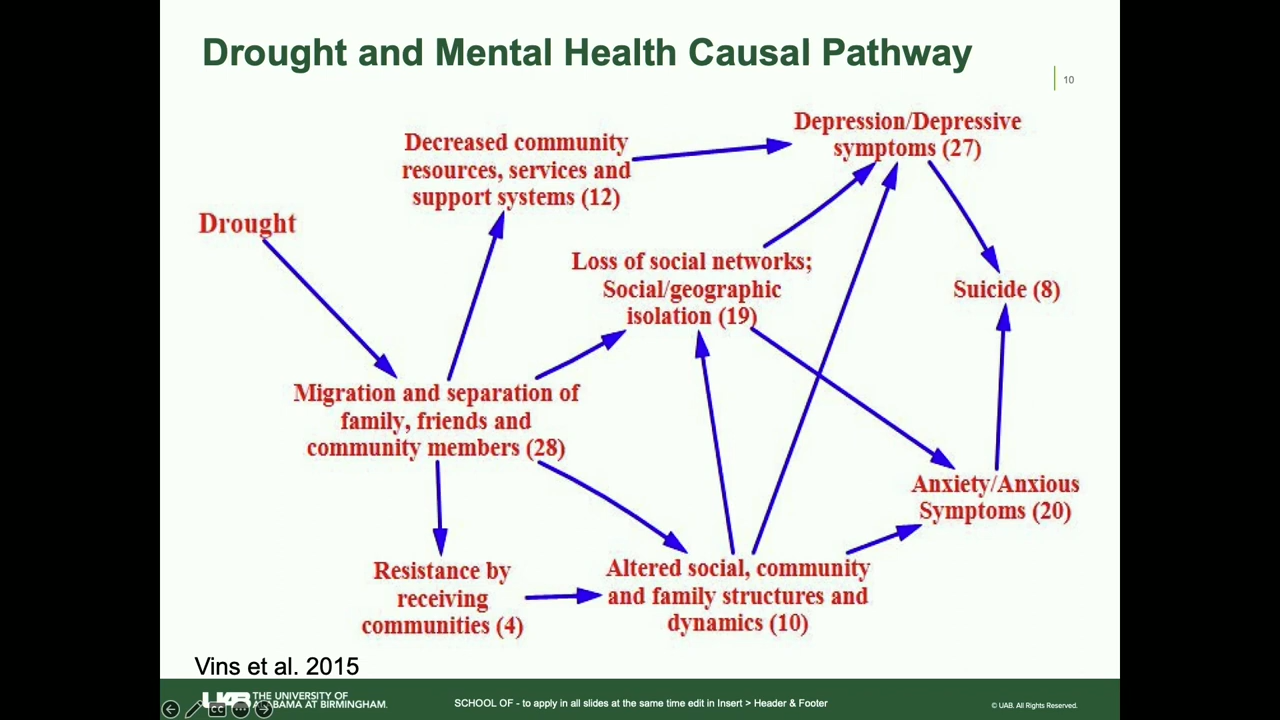 Drought and Mental Health Causal Pathway
10
Depression/Depressive
symptoms (27)
Decreased community
resources, services and
support systems (12)
Drought
Loss of social networks;
Social/geographic
isolation (19)
Suicide (8)
Migration and separation of
family, friends and
community members (28)
Anxiety/Anxious
Symptoms (20)
Resistance by
receiving
communities (4)
Altered social, community
and family structures and
dynamics (10)
Vins et al. 2015
UAB THE UNIVERSITY OF
ALABAMA AT BIRMINGHAM.
CC
SCHOOL OF - to apply in all slides at the same time edit in Insert > Header & Footer
© UAB. All Rights Reserved.